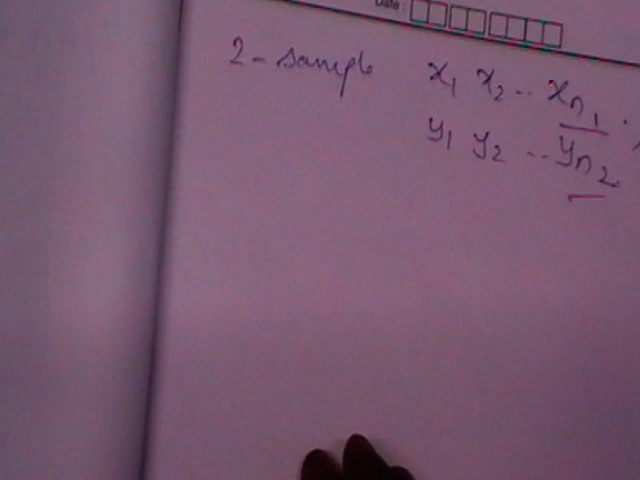 Date :
2 - sample x₁ x₂ .. xₙ₁ ;
y₁ y₂ .. yₙ₂